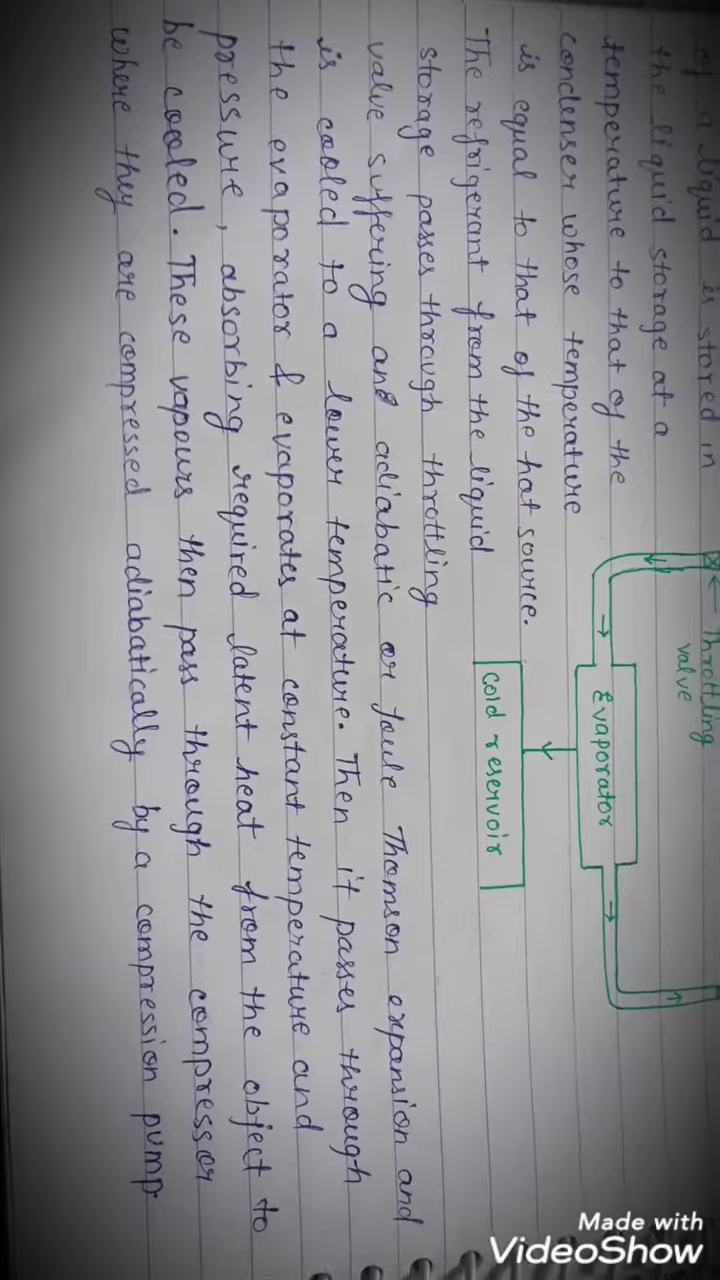 of a liquid is stored in
the liquid storage at a
temperature to that of the
condenser whose temperature
is equal to that of the hat source.
The refrigerant from the liquid
storage passes through throttling
valve suffering and adiabatic or Joule Thomson expansion and
is cooled to a lower temperature. Then it passes through
the evaporator & evaporates at constant temperature and
pressure, absorbing required latent heat from the object to
be cooled. These vapours then pass through the compressor
where they are compressed adiabatically by a compression pump
Throttling
valve
Evaporator
Cold reservoir
Made with
VideoShow